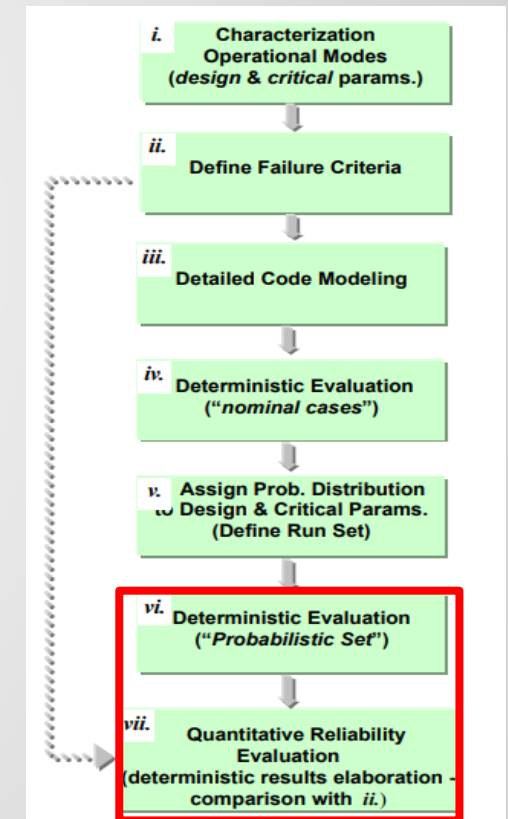 i. Characterization
Operational Modes
(design & critical params.)
ii.
Define Failure Criteria
iii.
Detailed Code Modeling
iv.
Deterministic Evaluation
(“nominal cases”)
v. Assign Prob. Distribution
to Design & Critical Params.
(Define Run Set)
vi.
Deterministic Evaluation
(“Probabilistic Set”)
vii.
Quantitative Reliability
Evaluation
(deterministic results elaboration -
comparison with ii.)